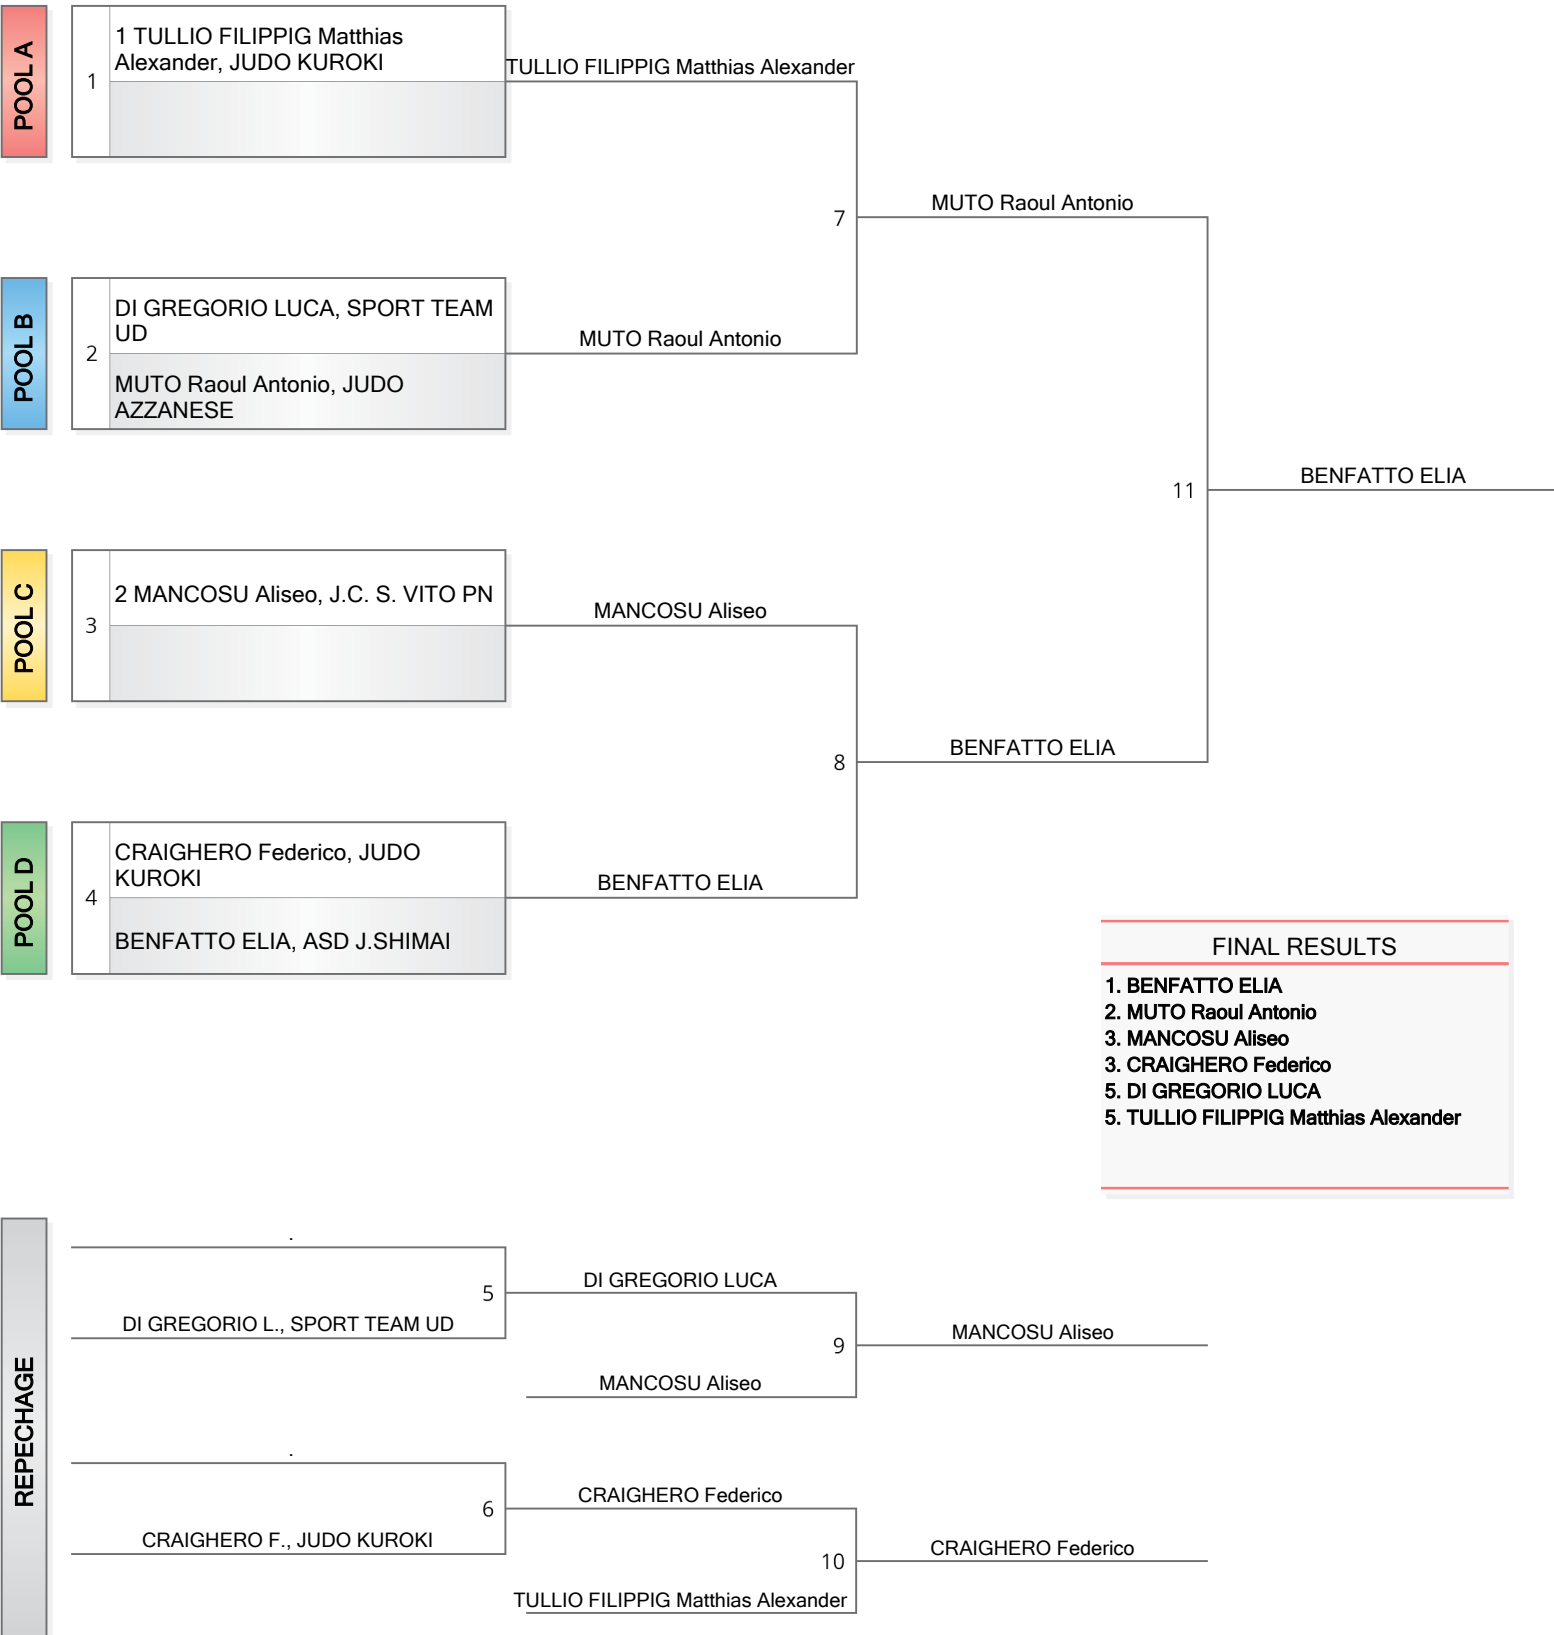 POOL A
1
1 TULLIO FILIPPIG Matthias
Alexander, JUDO KUROKI
TULLIO FILIPPIG Matthias Alexander
7
MUTO Raoul Antonio
POOL B
2
DI GREGORIO LUCA, SPORT TEAM
UD
MUTO Raoul Antonio, JUDO
AZZANESE
MUTO Raoul Antonio
11
BENFATTO ELIA
POOL C
3
2 MANCOSU Aliseo, J.C. S. VITO PN
MANCOSU Aliseo
8
BENFATTO ELIA
POOL D
4
CRAIGHERO Federico, JUDO
KUROKI
BENFATTO ELIA, ASD J.SHIMAI
BENFATTO ELIA
FINAL RESULTS
1. BENFATTO ELIA
2. MUTO Raoul Antonio
3. MANCOSU Aliseo
3. CRAIGHERO Federico
5. DI GREGORIO LUCA
5. TULLIO FILIPPIG Matthias Alexander
REPECHAGE
.
5
DI GREGORIO L., SPORT TEAM UD
DI GREGORIO LUCA
9
MANCOSU Aliseo
MANCOSU Aliseo
.
6
CRAIGHERO F., JUDO KUROKI
CRAIGHERO Federico
10
TULLIO FILIPPIG Matthias Alexander
CRAIGHERO Federico